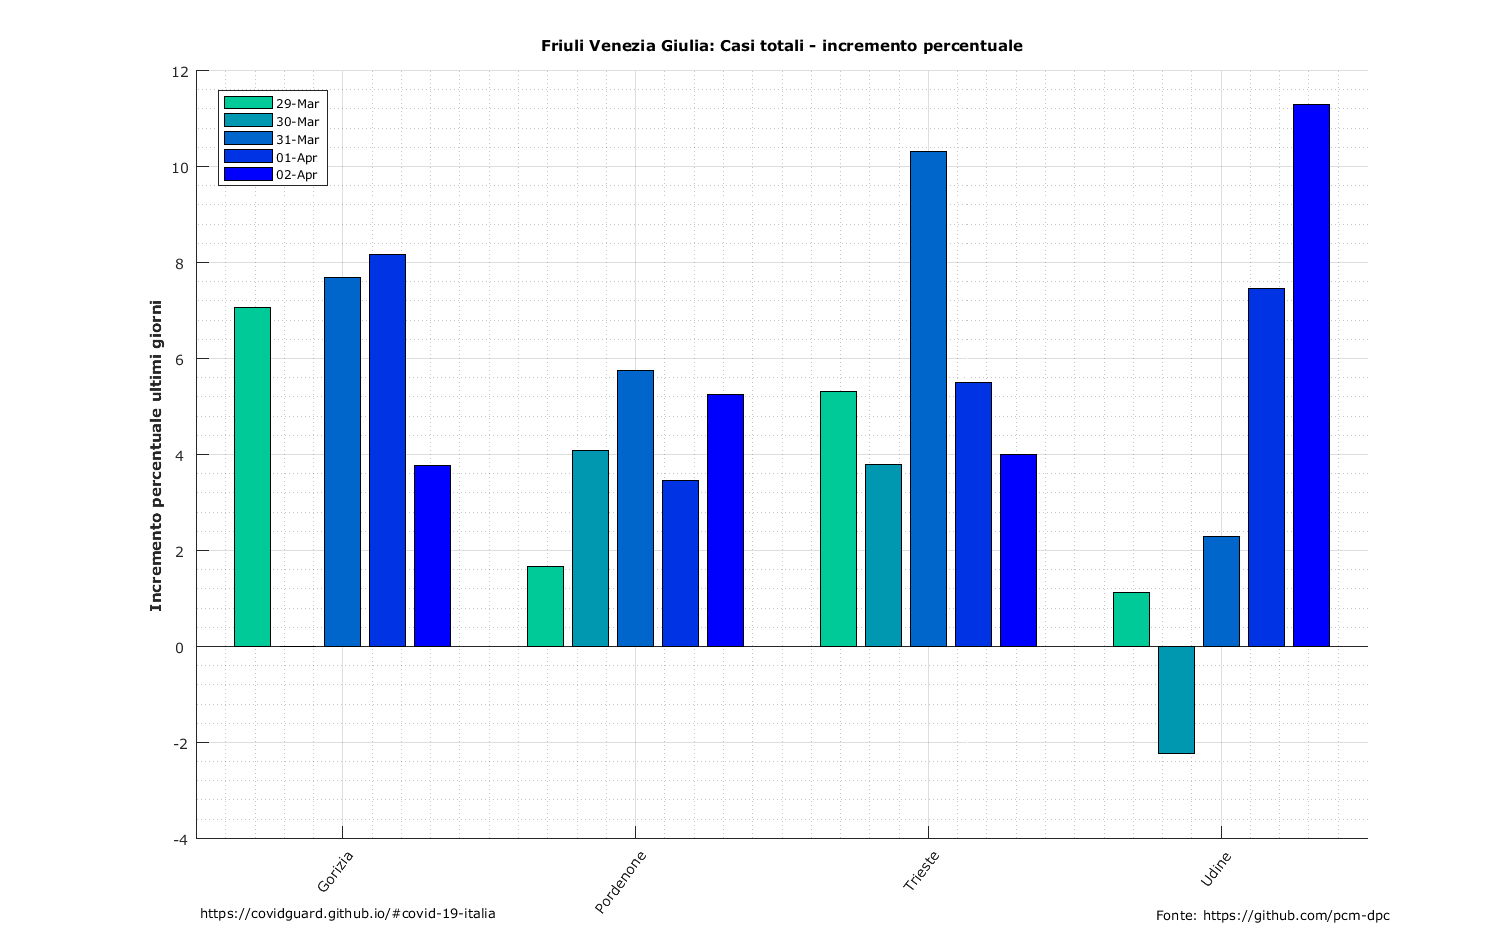 Friuli Venezia Giulia: Casi totali - incremento percentuale
Incremento percentuale ultimi giorni
12
10
8
6
4
2
0
-2
-4
29-Mar
30-Mar
31-Mar
01-Apr
02-Apr
Gorizia
Pordenone
Trieste
Udine
https://covidguard.github.io/#covid-19-italia
Fonte: https://github.com/pcm-dpc